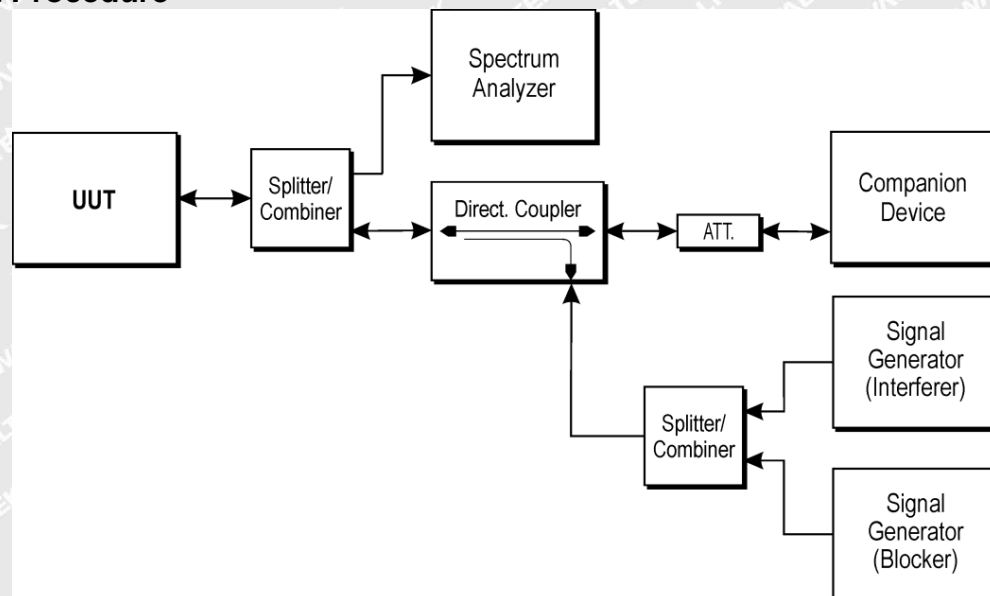 Spectrum
Analyzer
UUT
Splitter/
Combiner
Direct. Coupler
ATT.
Companion
Device
Signal
Generator
(Interferer)
Splitter/
Combiner
Signal
Generator
(Blocker)